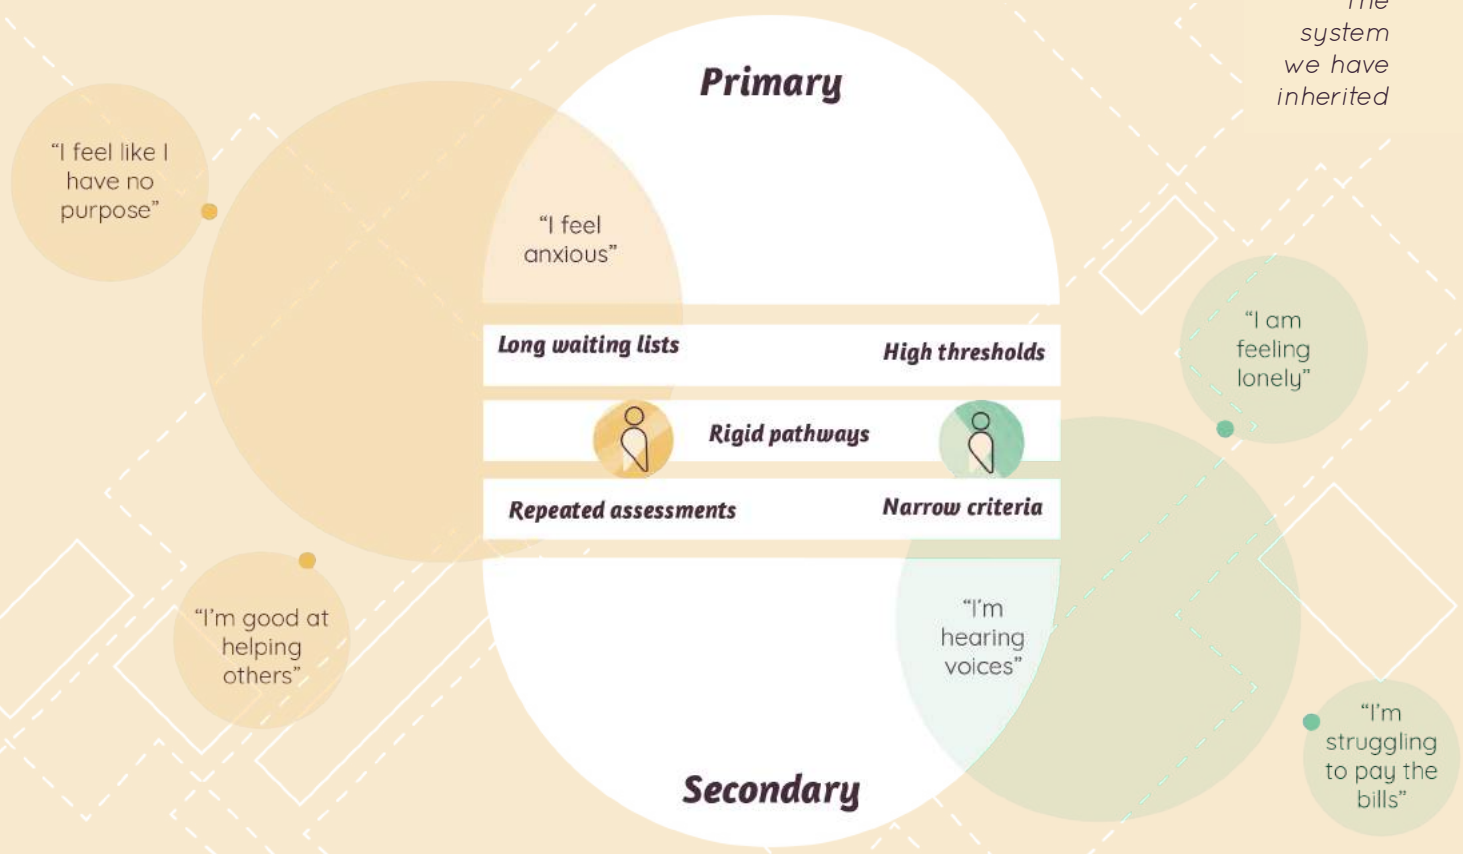 The
system
we have
inherited
Primary
“I feel like I
have no
purpose”
“I feel
anxious”
“I am
feeling
lonely”
Long waiting lists
High thresholds
Rigid pathways
Repeated assessments
Narrow criteria
“I’m good at
helping
others”
“I’m
hearing
voices”
“I’m
struggling
to pay the
bills”
Secondary